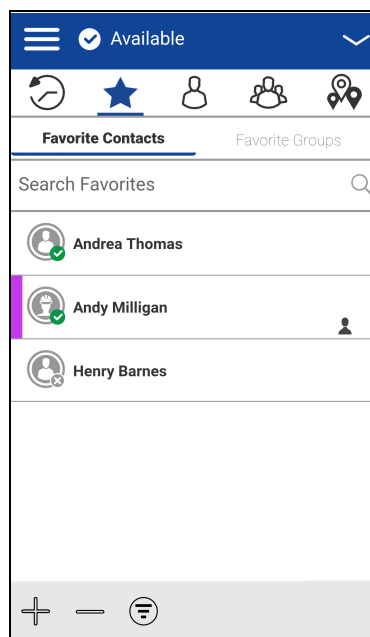 Available
Favorite Contacts
Favorite Groups
Search Favorites
Andrea Thomas
Andy Milligan
Henry Barnes